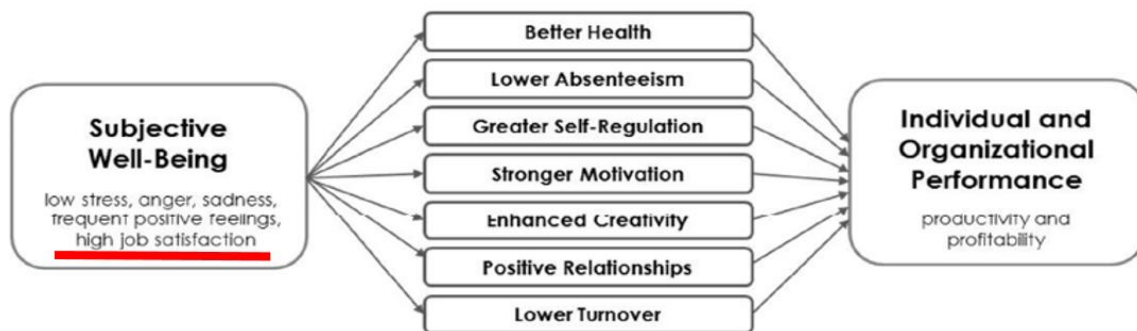 Subjective
Well-Being
low stress, anger, sadness,
frequent positive feelings,
high job satisfaction
Better Health
Lower Absenteeism
Greater Self-Regulation
Stronger Motivation
Enhanced Creativity
Positive Relationships
Lower Turnover
Individual and
Organizational
Performance
productivity and
profitability